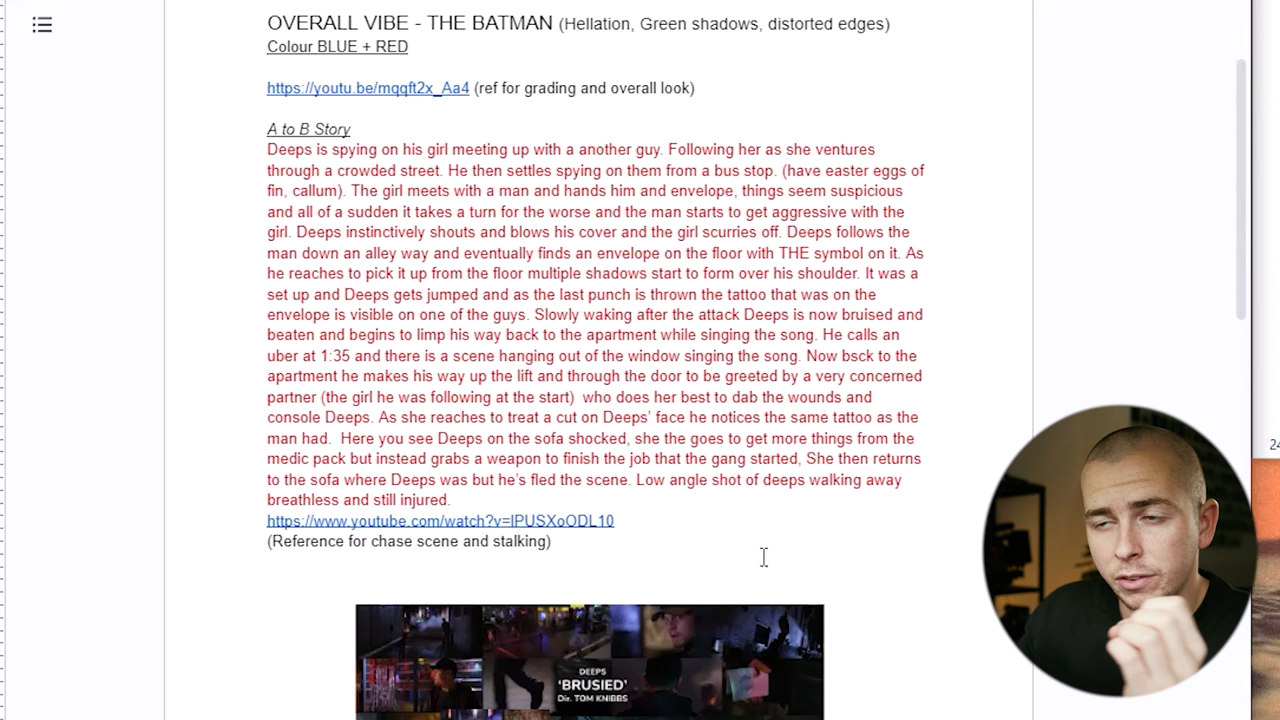 OVERALL VIBE - THE BATMAN (Hellation, Green shadows, distorted edges)
Colour BLUE + RED
https://youtu.be/mqqft2x_Aa4 (ref for grading and overall look)
A to B Story
Deeps is spying on his girl meeting up with a another guy. Following her as she ventures
through a crowded street. He then settles spying on them from a bus stop. (have easter eggs of
fin, callum). The girl meets with a man and hands him and envelope, things seem suspicious
and all of a sudden it takes a turn for the worse and the man starts to get aggressive with the
girl. Deeps instinctively shouts and blows his cover and the girl scurries off. Deeps follows the
man down an alley way and eventually finds an envelope on the floor with THE symbol on it. As
he reaches to pick it up from the floor multiple shadows start to form over his shoulder. It was a
set up and Deeps gets jumped and as the last punch is thrown the tattoo that was on the
envelope is visible on one of the guys. Slowly waking after the attack Deeps is now bruised and
beaten and begins to limp his way back to the apartment while singing the song. He calls an
uber at 1:35 and there is a scene hanging out of the window singing the song. Now bsck to the
apartment he makes his way up the lift and through the door to be greeted by a very concerned
partner (the girl he was following at the start) who does her best to dab the wounds and
console Deeps. As she reaches to treat a cut on Deeps' face he notices the same tattoo as the
man had. Here you see Deeps on the sofa shocked, she the goes to get more things from the
medic pack but instead grabs a weapon to finish the job that the gang started, She then returns
to the sofa where Deeps was but he's fled the scene. Low angle shot of deeps walking away
breathless and still injured.
https://www.youtube.com/watch?v=lPUSXoODL10
(Reference for chase scene and stalking)
24
DEEPS
'BRUSIED'
Dir. TOM KNIBBS